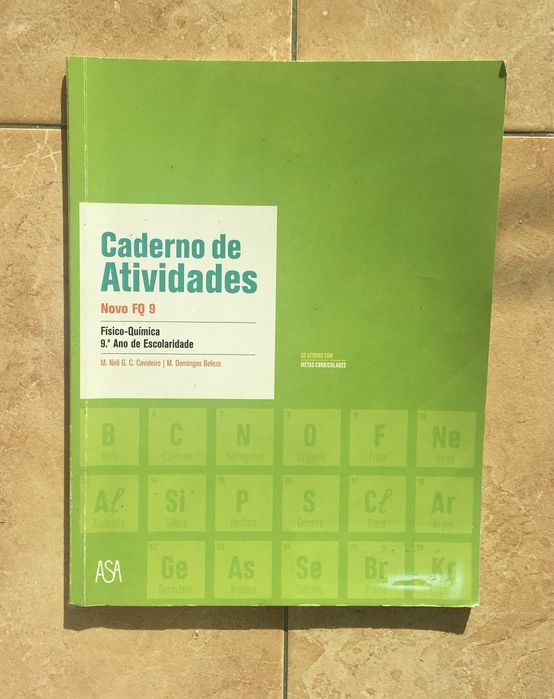 Caderno de
Atividades
Novo FQ 9
Físico-Química
9.º Ano de Escolaridade
M. Neli G. C. Cavaleiro | M. Domingas Beleza
DE ACORDO COM
METAS CURRICULARES
B C N O F Ne
Boro Carbono Nitrogénio Oxigénio Flúor Néon
Al Si P S Cl Ar
Alumínio Silício Fósforo Enxofre Cloro Árgon
Ge As Se Br Kr
Germânio Arsénio Selénio
ASA